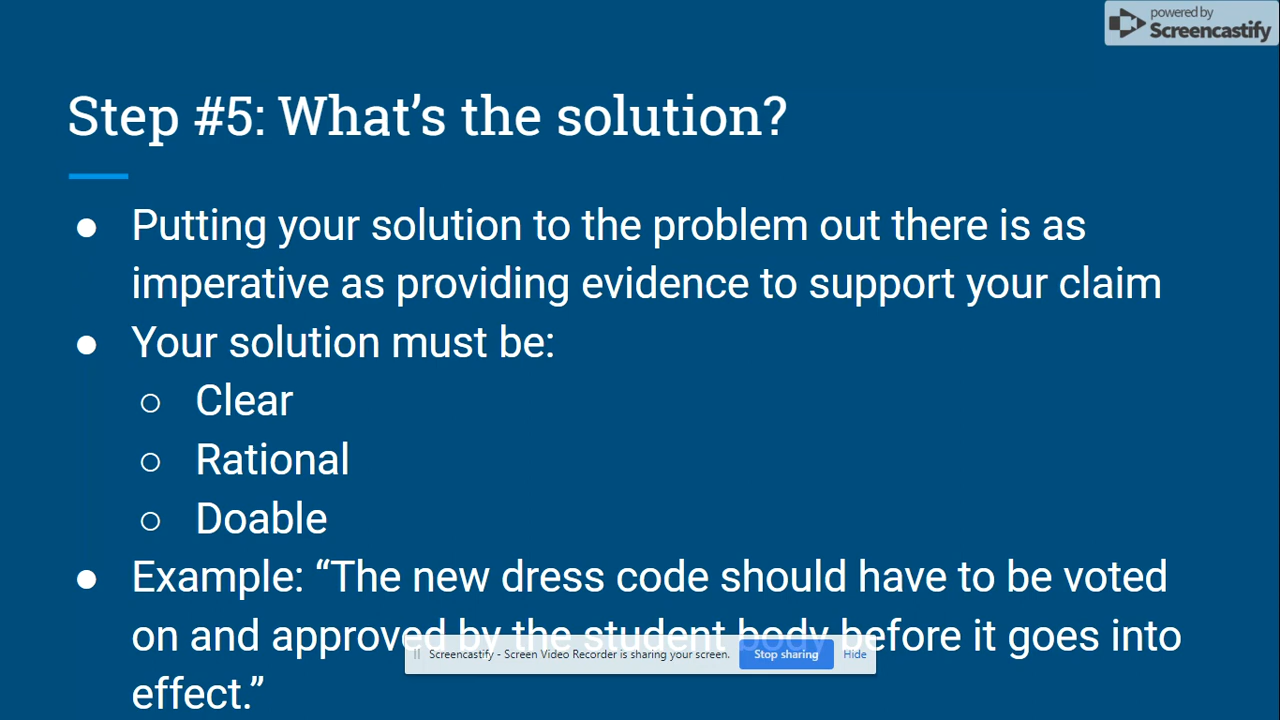 powered by
Screencastify
Step #5: What’s the solution?
● Putting your solution to the problem out there is as
imperative as providing evidence to support your claim
● Your solution must be:
○ Clear
○ Rational
○ Doable
● Example: “The new dress code should have to be voted
on and approved by the student body before it goes into
Screencastify - Screen Video Recorder is sharing your screen. Stop sharing Hide
effect.”